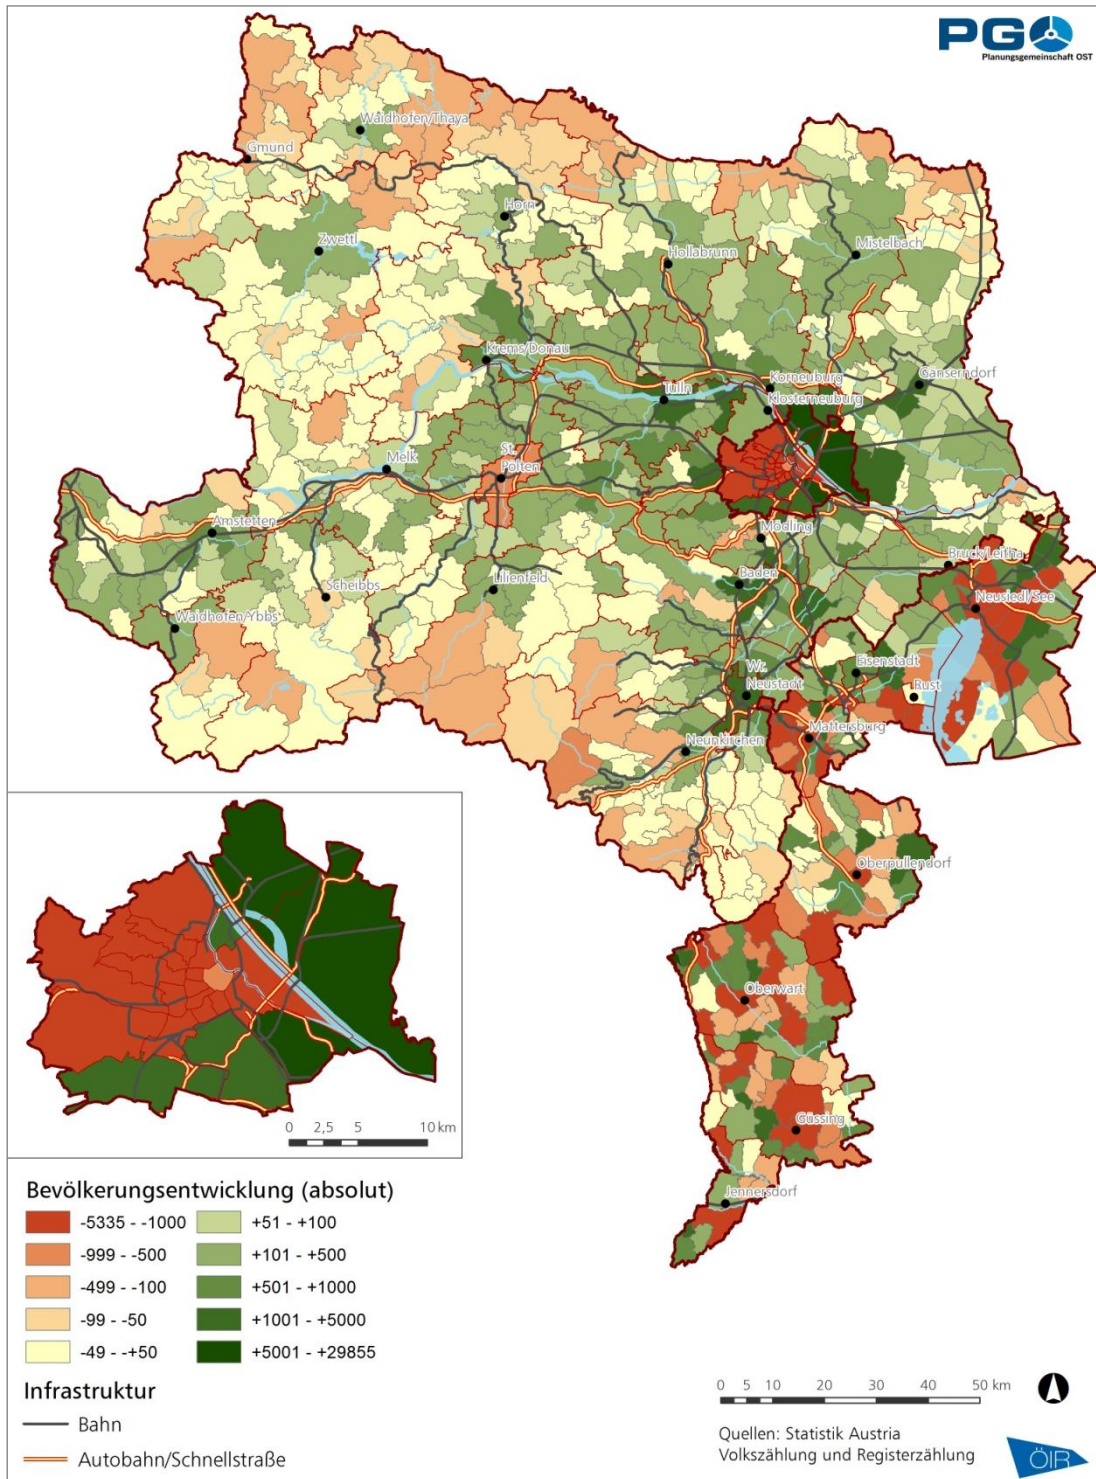 PGO
Planungsgemeinschaft OST
Waidhofen/Thaya
Gmünd
Horn
Zwettl
Hollabrunn
Mistelbach
Krems/Donau
Korneuburg
Gänserndorf
Tulln
Klosterneuburg
Melk
St.
Pölten
Amstetten
Mödling
Bruck/Leitha
Baden
Scheibbs
Lilienfeld
Neusiedl/See
Waidhofen/Ybbs
Wr.
Neustadt
Eisenstadt
Rust
Mattersburg
Neunkirchen
Oberpullendorf
Oberwart
Güssing
Jennersdorf
0 2,5 5 10 km
Bevölkerungsentwicklung (absolut)
-5335 - -1000
-999 - -500
-499 - -100
-99 - -50
-49 - +50
+51 - +100
+101 - +500
+501 - +1000
+1001 - +5000
+5001 - +29855
Infrastruktur
Bahn
Autobahn/Schnellstraße
0 5 10 20 30 40 50 km
Quellen: Statistik Austria
Volkszählung und Registerzählung
ÖIR